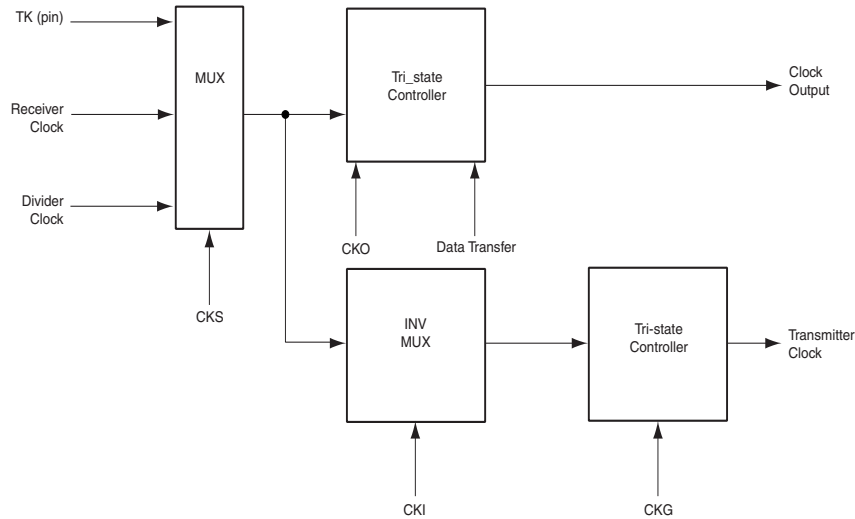 TK (pin)
MUX
Tri_state
Controller
Clock
Output
Receiver
Clock
Divider
Clock
CKO
Data Transfer
CKS
INV
MUX
Tri-state
Controller
Transmitter
Clock
CKI
CKG